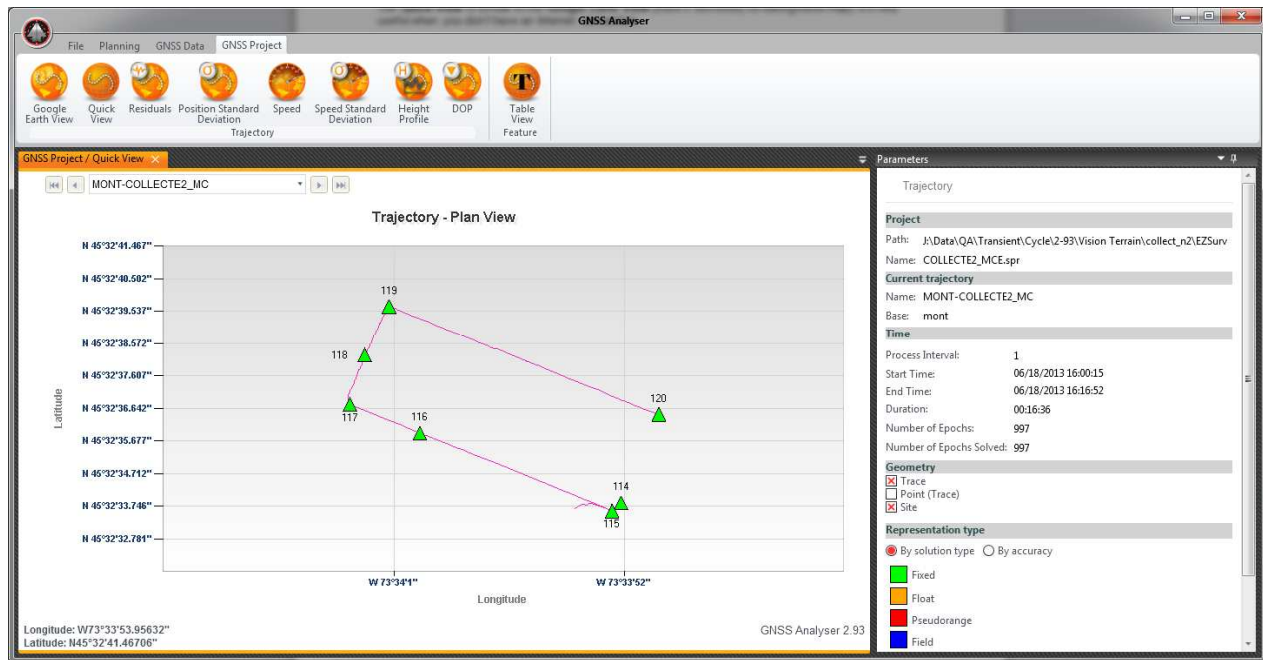 GNSS Analyser
File Planning GNSS Data GNSS Project
Google Earth View
Quick View
Residuals
Position Standard Deviation
Speed
Speed Standard Deviation
Height Profile
DOP
Table View
Trajectory
Feature
GNSS Project / Quick View
MONT-COLLECTE2_MC
Trajectory - Plan View
N 45°32'41.467"
N 45°32'40.502"
N 45°32'39.537"
N 45°32'38.572"
N 45°32'37.607"
N 45°32'36.642"
N 45°32'35.677"
N 45°32'34.712"
N 45°32'33.746"
N 45°32'32.781"
Latitude
119
118
117
116
120
114
115
W 73°34'1"
W 73°33'52"
Longitude
Longitude: W73°33'53.95632"
Latitude: N45°32'41.46706"
GNSS Analyser 2.93
Parameters
Trajectory
Project
Path: J:\Data\QA\Transient\Cycle\2-93\Vision Terrain\collect_n2\EZSurv
Name: COLLECTE2_MCE.spr
Current trajectory
Name: MONT-COLLECTE2_MC
Base: mont
Time
Process Interval: 1
Start Time: 06/18/2013 16:00:15
End Time: 06/18/2013 16:16:52
Duration: 00:16:36
Number of Epochs: 997
Number of Epochs Solved: 997
Geometry
Trace
Point (Trace)
Site
Representation type
By solution type By accuracy
Fixed
Float
Pseudorange
Field